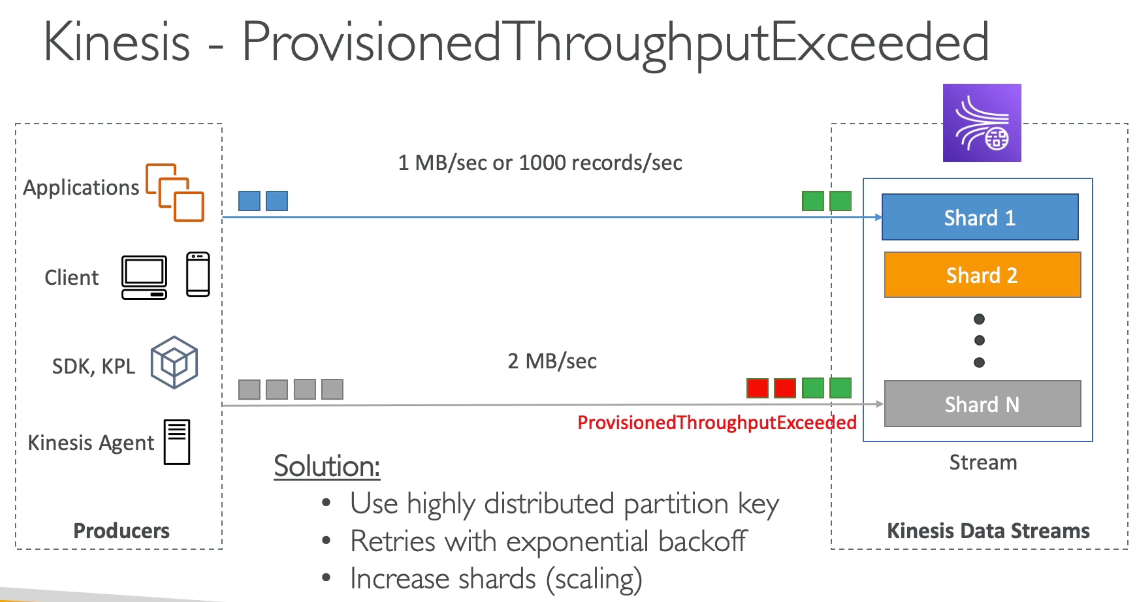 Kinesis - ProvisionedThroughputExceeded
1 MB/sec or 1000 records/sec
Applications
Shard 1
Client
Shard 2
SDK, KPL
2 MB/sec
Shard N
ProvisionedThroughputExceeded
Kinesis Agent
Stream
Solution:
• Use highly distributed partition key
• Retries with exponential backoff
• Increase shards (scaling)
Producers
Kinesis Data Streams